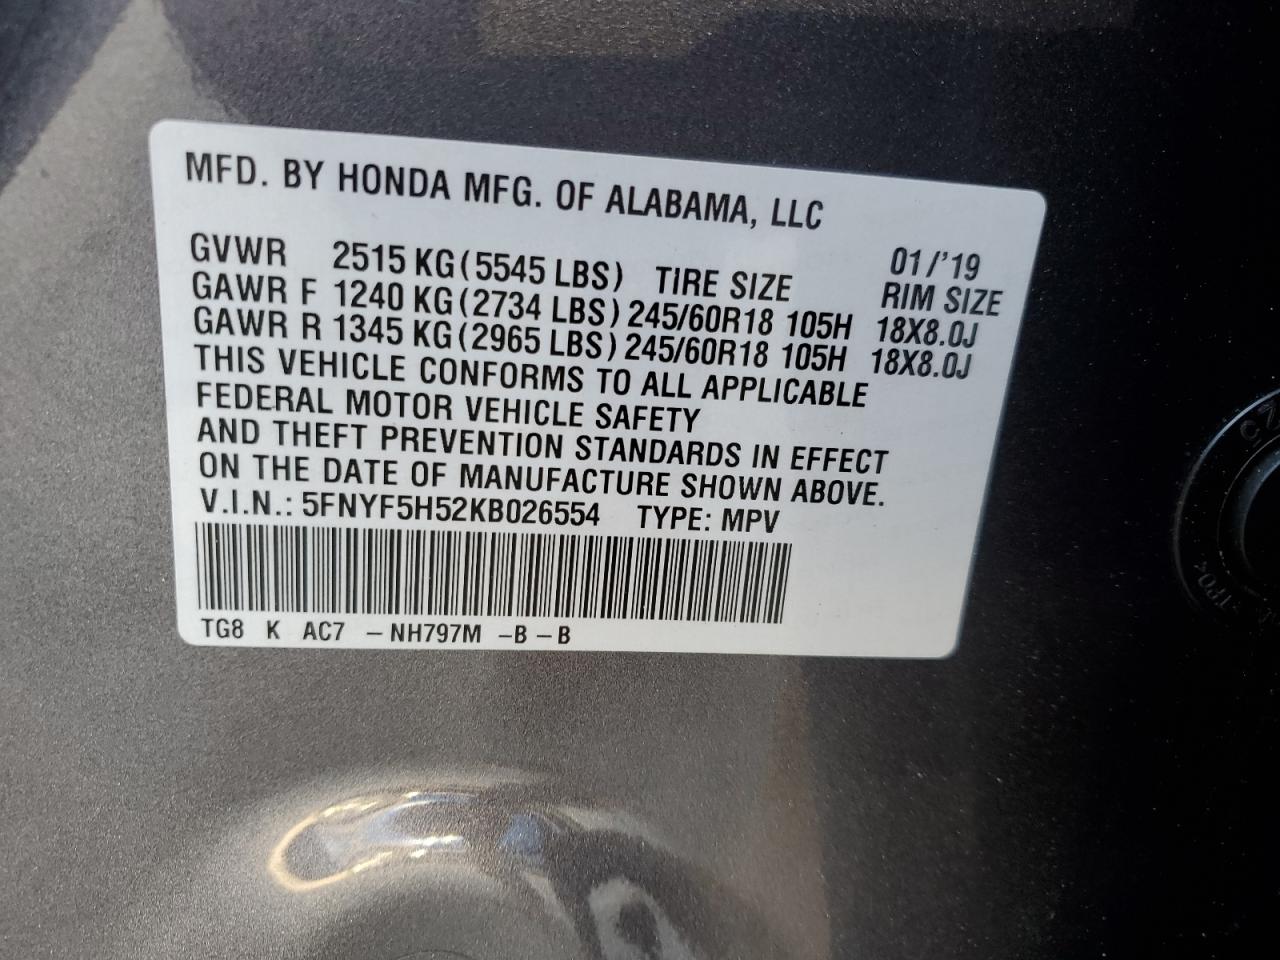 MFD. BY HONDA MFG. OF ALABAMA, LLC
01/'19
GVWR 2515 KG (5545 LBS) TIRE SIZE RIM SIZE
GAWR F 1240 KG (2734 LBS) 245/60R18 105H 18X8.0J
GAWR R 1345 KG (2965 LBS) 245/60R18 105H 18X8.0J
THIS VEHICLE CONFORMS TO ALL APPLICABLE
FEDERAL MOTOR VEHICLE SAFETY
AND THEFT PREVENTION STANDARDS IN EFFECT
ON THE DATE OF MANUFACTURE SHOWN ABOVE.
V.I.N.: 5FNYF5H52KB026554 TYPE: MPV
TG8 K AC7 -NH797M -B-B